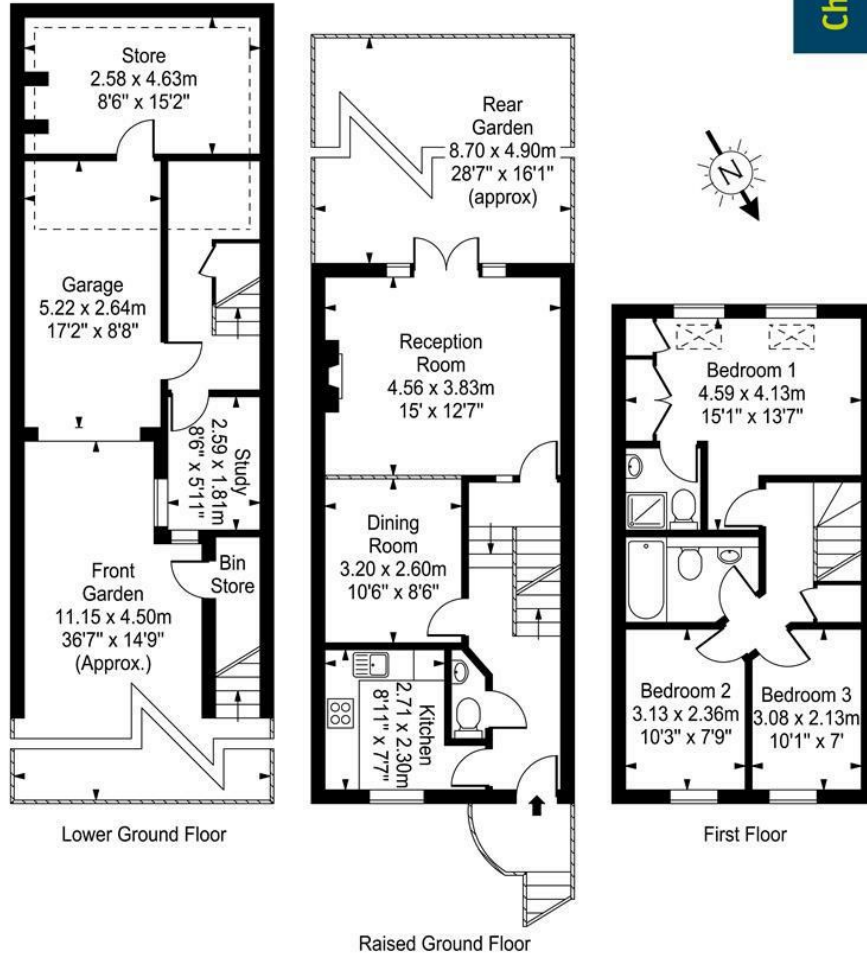 Ch
Store
2.58 x 4.63m
8'6" x 15'2"
Garage
5.22 x 2.64m
17'2" x 8'8"
Study
2.59 x 1.81m
8'6" x 5'11"
Bin
Store
Front
Garden
11.15 x 4.50m
36'7" x 14'9"
(Approx.)
Lower Ground Floor
Rear
Garden
8.70 x 4.90m
28'7" x 16'1"
(approx)
Reception
Room
4.56 x 3.83m
15' x 12'7"
Dining
Room
3.20 x 2.60m
10'6" x 8'6"
Kitchen
2.71 x 2.30m
8'11" x 7'7"
Raised Ground Floor
N
Bedroom 1
4.59 x 4.13m
15'1" x 13'7"
Bedroom 2
3.13 x 2.36m
10'3" x 7'9"
Bedroom 3
3.08 x 2.13m
10'1" x 7'
First Floor